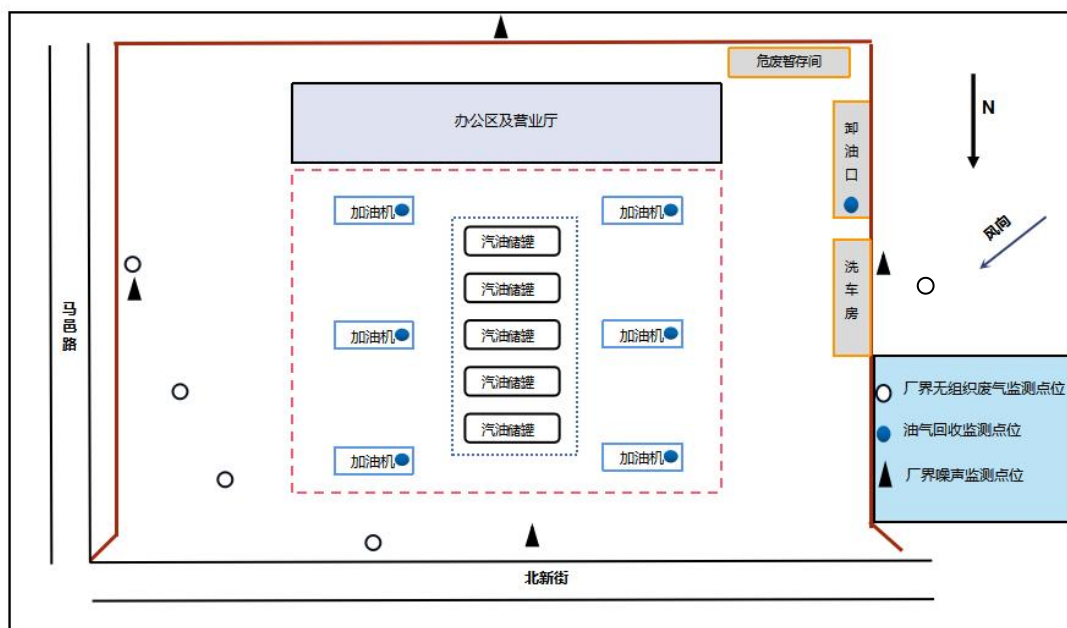 危废暂存间
办公区及营业厅
卸油口
N
风向
加油机
加油机
汽油储罐
汽油储罐
洗车房
马邑路
加油机
加油机
汽油储罐
汽油储罐
汽油储罐
加油机
加油机
厂界无组织废气监测点位
油气回收监测点位
厂界噪声监测点位
北新街